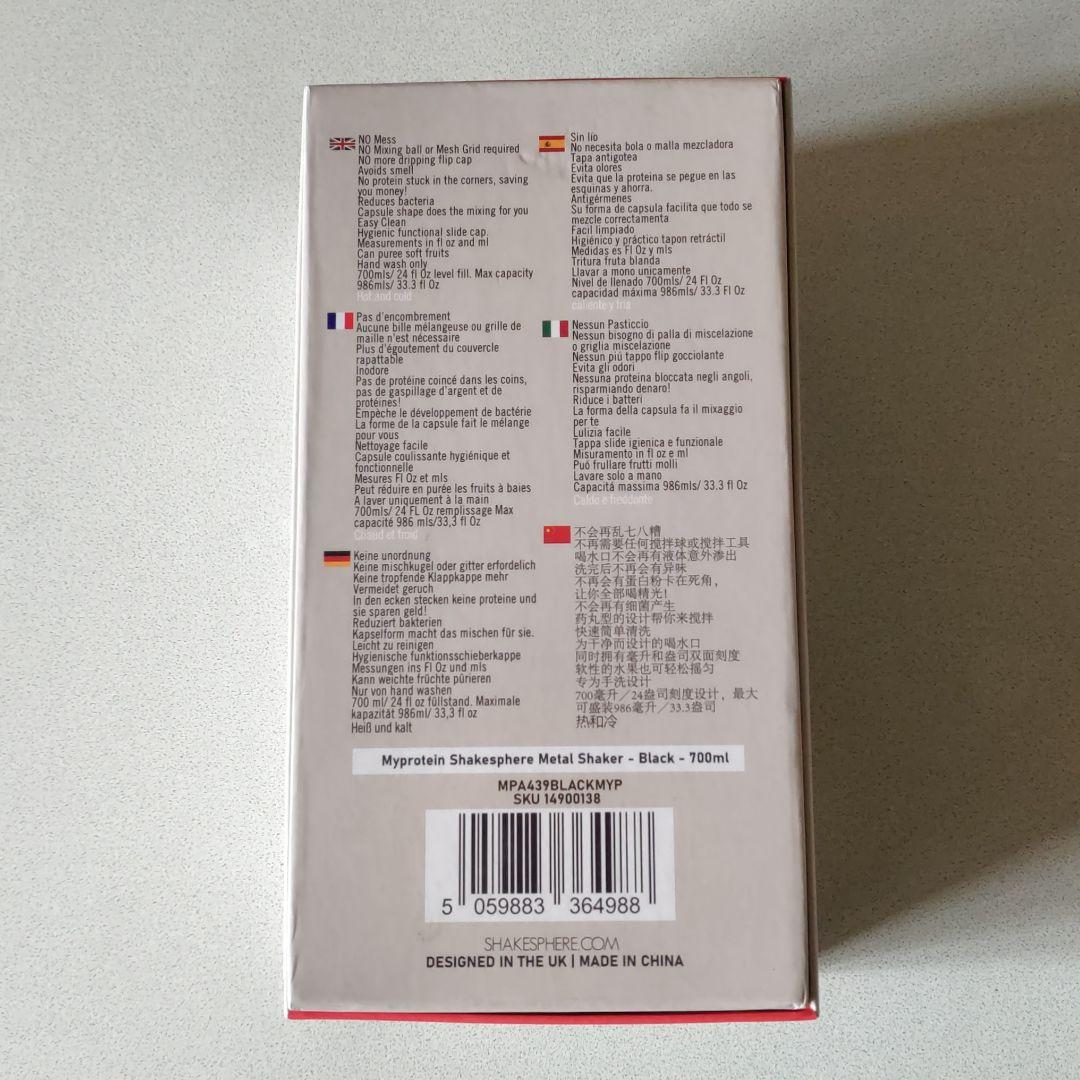 NO Mess
NO Mixing ball or Mesh Grid required
NO more dripping flip cap
Avoids smell
No protein stuck in the corners, saving
you money!
Reduces bacteria
Capsule shape does the mixing for you
Easy Clean
Hygienic functional slide cap.
Measurements in fl oz and ml
Can puree soft fruits
Hand wash only
700mls/ 24 fl Oz level fill. Max capacity
986mls/ 33.3 fl Oz
Hot and cold
Sin lío
No necesita bola o malla mezcladora
Tapa antigotea
Evita olores
Evita que la proteina se pegue en las
esquinas y ahorra.
Antigérmenes
Su forma de capsula facilita que todo se
mezcle correctamenta
Facil limpiado
Higiénico y práctico tapon retráctil
Medidas es Fl Oz y mls
Tritura fruta blanda
Llavar a mono unicamente
Nivel de llenado 700mls/ 24 Fl Oz
capacidad máxima 986mls/ 33.3 Fl Oz
caliente y fria
Pas d'encombrement
Aucune bille mélangeuse ou grille de
maille n'est nécessaire
Plus d'égoutement du couvercle
rapattable
Inodore
Pas de protéine coincé dans les coins,
pas de gaspillage d'argent et de
protéines!
Empèche le développement de bactérie
La forme de la capsule fait le mélange
pour vous
Nettoyage facile
Capsule coulissante hygiénique et
fonctionnelle
Mesures Fl Oz et mls
Peut réduire en purée les fruits à baies
A laver uniquement à la main
700mls/ 24 FL Oz remplissage Max
capacité 986 mls/33,3 fl Oz
Chaud et froid
Nessun Pasticcio
Nessun bisogno di palla di miscelazione
o griglia miscelazione
Nessun piú tappo flip gocciolante
Evita gli odori
Nessuna proteina bloccata negli angoli,
risparmiando denaro!
Riduce i batteri
La forma della capsula fa il mixaggio
per te
Lulizia facile
Tappa slide igienica e funzionale
Misuramento in fl oz e ml
Puó frullare frutti molli
Lavare solo a mano
Capacitá massima 986mls/ 33.3 fl Oz
Caldo e freddonte
Keine unordnung
Keine mischkugel oder gitter erfordelich
Keine tropfende Klappkappe mehr
Vermeidet geruch
In den ecken stecken keine proteine und
sie sparen geld!
Reduziert bakterien
Kapselform macht das mischen für sie.
Leicht zu reinigen
Hygienische funktionsschieberkappe
Messungen ins Fl Oz und mls
Kann weichte früchte pürieren
Nur von hand washen
700 ml/ 24 fl oz füllstand. Maximale
kapazität 986ml/ 33,3 fl oz
Heiß und kalt
不会再乱七八糟
不再需要任何搅拌球或搅拌工具
喝水口不会再有液体意外渗出
洗完后不再会有异味
不再会有蛋白粉卡在死角，
让你全部喝精光！
不会再有细菌产生
药丸型的设计帮你来搅拌
快速简单清洗
为干净而设计的喝水口
同时拥有毫升和盎司双面刻度
软性的水果也可轻松摇匀
专为手洗设计
700毫升／24盎司刻度设计，最大
可盛装986毫升／33.3盎司
热和冷
Myprotein Shakesphere Metal Shaker - Black - 700ml
MPA439BLACKMYP
SKU 14900138
5 059883 364988
SHAKESPHERE.COM
DESIGNED IN THE UK | MADE IN CHINA